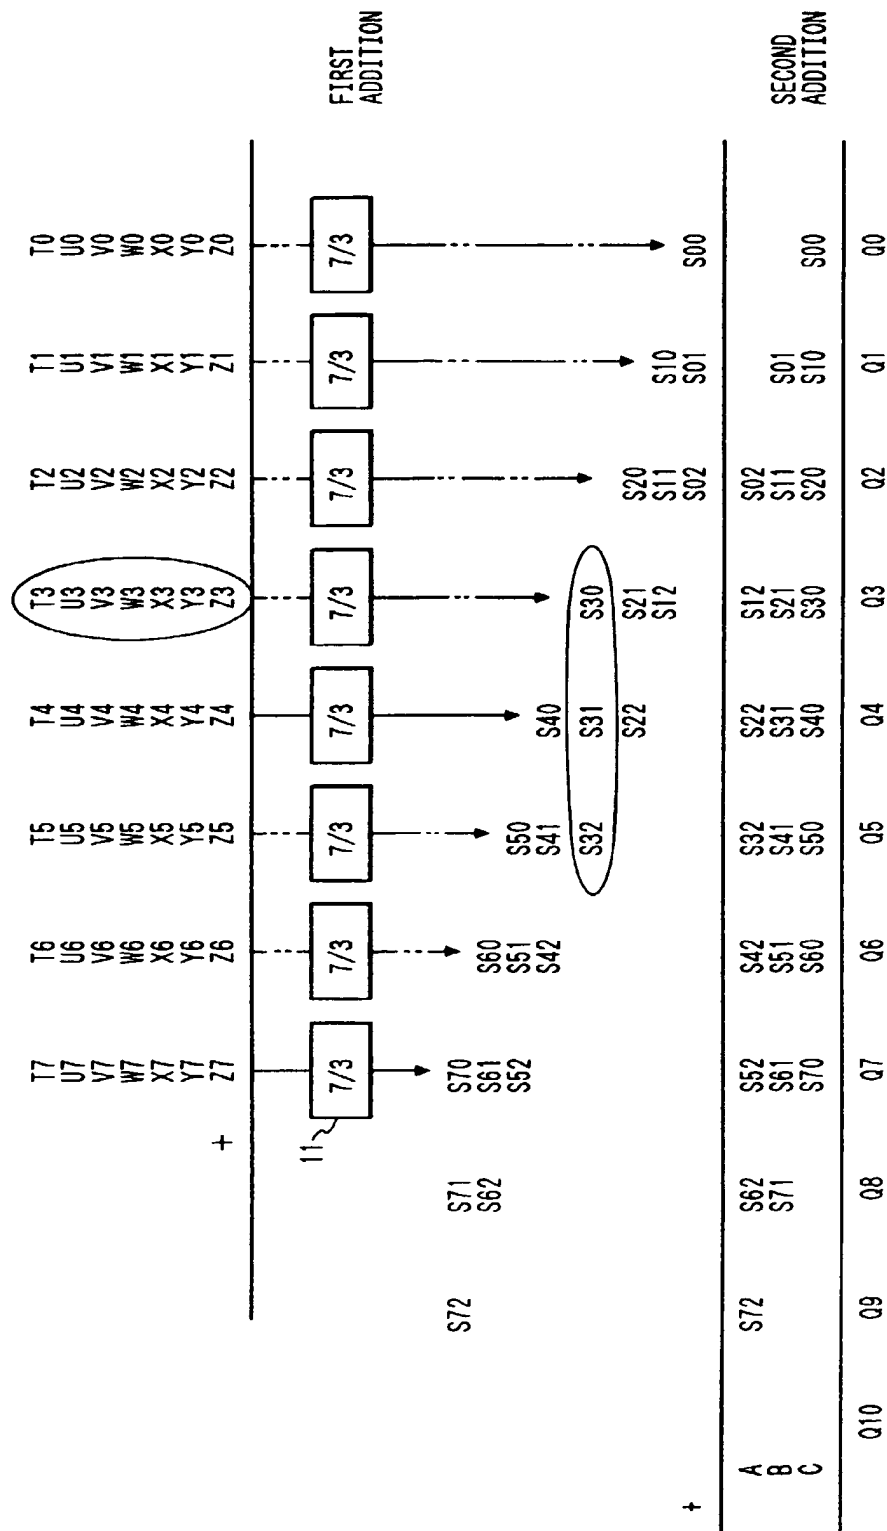 T7 T6 T5 T4 T3 T2 T1 T0
U7 U6 U5 U4 U3 U2 U1 U0
V7 V6 V5 V4 V3 V2 V1 V0
W7 W6 W5 W4 W3 W2 W1 W0
X7 X6 X5 X4 X3 X2 X1 X0
Y7 Y6 Y5 Y4 Y3 Y2 Y1 Y0
+ Z7 Z6 Z5 Z4 Z3 Z2 Z1 Z0
11
7/3 7/3 7/3 7/3 7/3 7/3 7/3 7/3
FIRST
ADDITION
S72 S71 S70
S62 S61 S60
S52 S51 S50
S42 S41 S40
S32 S31 S30
S22 S21 S20
S12 S11 S10
+ S02 S01 S00
A S72 S62 S52 S42 S32 S22 S12 S02
B S71 S61 S51 S41 S31 S21 S11 S01
C S70 S60 S50 S40 S30 S20 S10 S00
SECOND
ADDITION
Q10 Q9 Q8 Q7 Q6 Q5 Q4 Q3 Q2 Q1 Q0